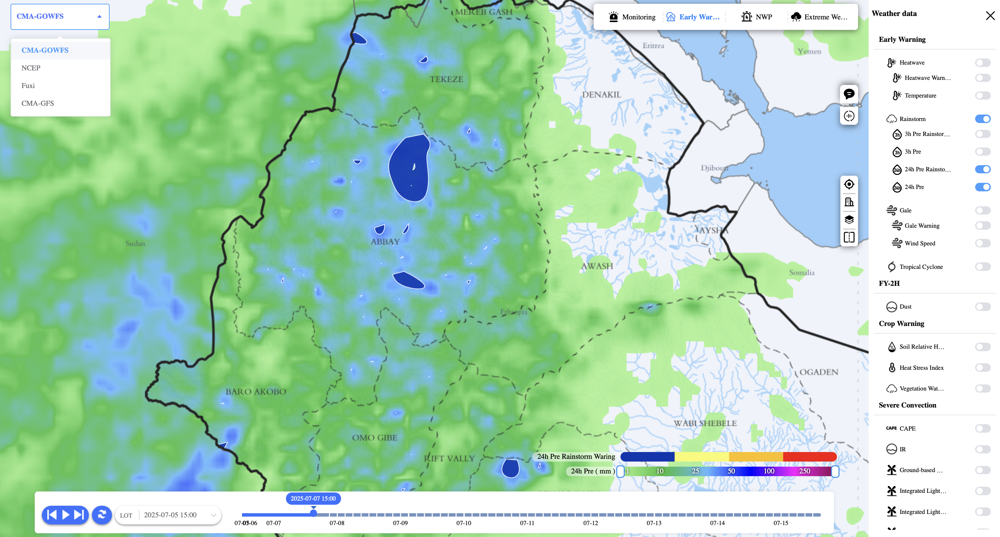 CMA-GOWFS
CMA-GOWFS
NCEP
Fuxi
CMA-GFS
Monitoring
Early War...
NWP
Extreme We...
MEREB GASH
Eritrea
Yemen
TEKEZE
DENAKIL
Djibouti
AYSHA
Sudan
ABBAY
AWASH
Somalia
Ethiopia
OGADEN
BARO AKOBO
WABI SHEBELE
OMO GIBE
RIFT VALLEY
24h Pre Rainstorm Waring
24h Pre ( mm )
.1 10 25 50 100 250
2025-07-07 15:00
LOT 2025-07-05 15:00
07-05 07-06 07-07 07-08 07-09 07-10 07-11 07-12 07-13 07-14 07-15
Weather data
Early Warning
Heatwave
Heatwave Warn...
Temperature
Rainstorm
3h 3h Pre Rainstor...
3h 3h Pre
24h 24h Pre Rainsto...
24h 24h Pre
Gale
Gale Warning
Wind Speed
Tropical Cyclone
FY-2H
Dust
Crop Warning
% Soil Relative H...
Heat Stress Index
Vegetation Wat...
Severe Convection
CAPE CAPE
IR
Ground-based ...
Integrated Light...
Integrated Light...